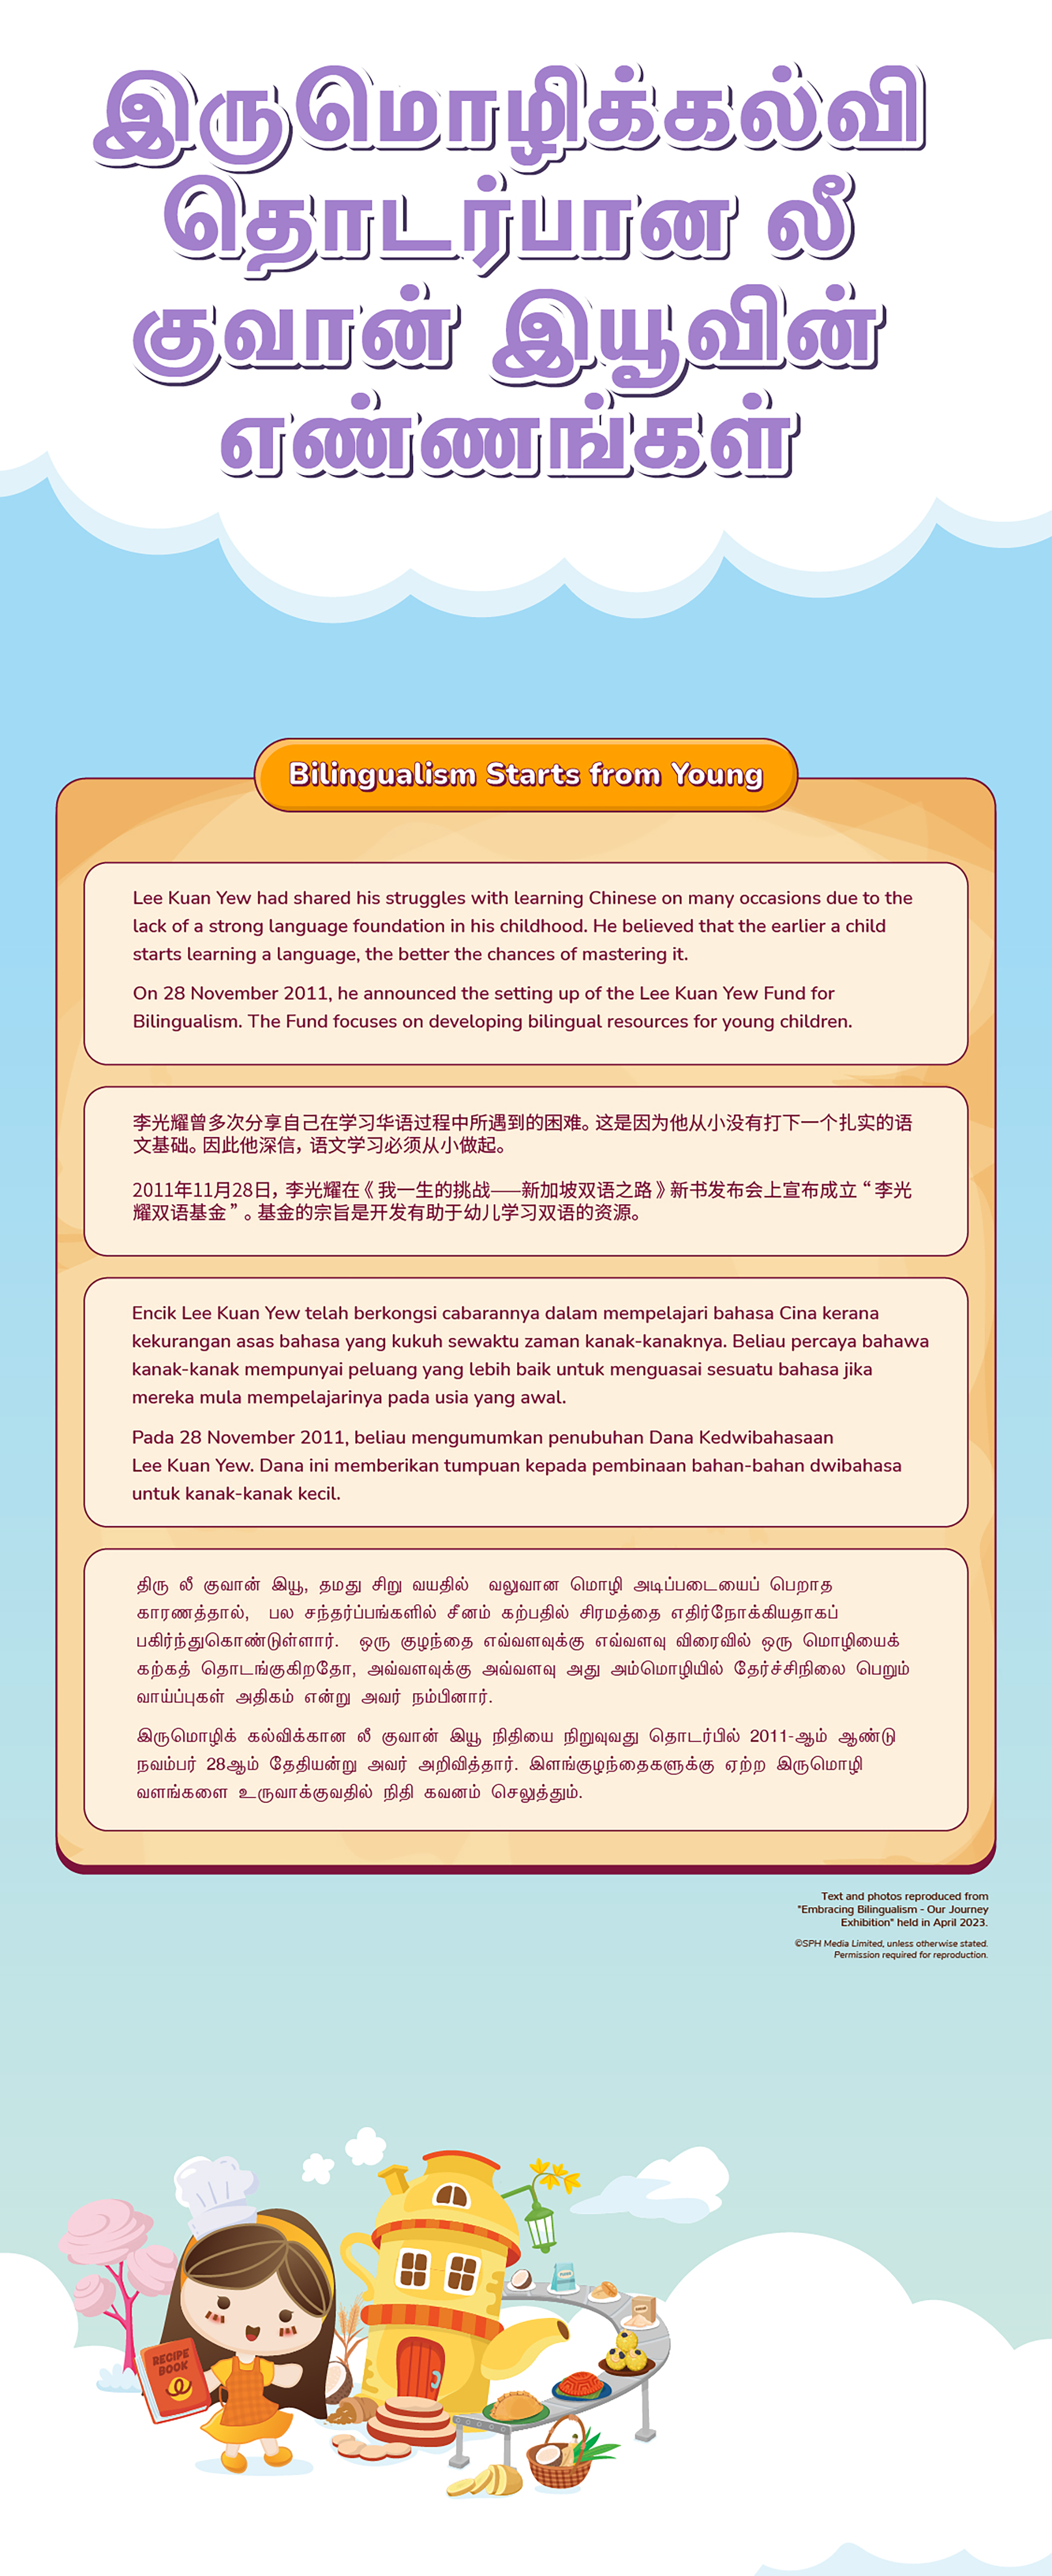 இருமொழிக்கல்வி
தொடர்பான லீ
குவான் இயூவின்
எண்ணங்கள்
Bilingualism Starts from Young
Lee Kuan Yew had shared his struggles with learning Chinese on many occasions due to the
lack of a strong language foundation in his childhood. He believed that the earlier a child
starts learning a language, the better the chances of mastering it.
On 28 November 2011, he announced the setting up of the Lee Kuan Yew Fund for
Bilingualism. The Fund focuses on developing bilingual resources for young children.
李光耀曾多次分享自己在学习华语过程中所遇到的困难。这是因为他从小没有打下一个扎实的语
文基础。因此他深信，语文学习必须从小做起。
2011年11月28日，李光耀在《我一生的挑战——新加坡双语之路》新书发布会上宣布成立“李光
耀双语基金”。基金的宗旨是开发有助于幼儿学习双语的资源。
Encik Lee Kuan Yew telah berkongsi cabarannya dalam mempelajari bahasa Cina kerana
kekurangan asas bahasa yang kukuh sewaktu zaman kanak-kanaknya. Beliau percaya bahawa
kanak-kanak mempunyai peluang yang lebih baik untuk menguasai sesuatu bahasa jika
mereka mula mempelajarinya pada usia yang awal.
Pada 28 November 2011, beliau mengumumkan penubuhan Dana Kedwibahasaan
Lee Kuan Yew. Dana ini memberikan tumpuan kepada pembinaan bahan-bahan dwibahasa
untuk kanak-kanak kecil.
திரு லீ குவான் இயூ, தமது சிறு வயதில் வலுவான மொழி அடிப்படையைப் பெறாத
காரணத்தால், பல சந்தர்ப்பங்களில் சீனம் கற்பதில் சிரமத்தை எதிர்நோக்கியதாகப்
பகிர்ந்துகொண்டுள்ளார். ஒரு குழந்தை எவ்வளவுக்கு எவ்வளவு விரைவில் ஒரு மொழியைக்
கற்கத் தொடங்குகிறதோ, அவ்வளவுக்கு அவ்வளவு அது அம்மொழியில் தேர்ச்சிநிலை பெறும்
வாய்ப்புகள் அதிகம் என்று அவர் நம்பினார்.
இருமொழிக் கல்விக்கான லீ குவான் இயூ நிதியை நிறுவுவது தொடர்பில் 2011-ஆம் ஆண்டு
நவம்பர் 28ஆம் தேதியன்று அவர் அறிவித்தார். இளங்குழந்தைகளுக்கு ஏற்ற இருமொழி
வளங்களை உருவாக்குவதில் நிதி கவனம் செலுத்தும்.
Text and photos reproduced from
"Embracing Bilingualism - Our Journey
Exhibition" held in April 2023.
©SPH Media Limited, unless otherwise stated.
Permission required for reproduction.
RECIPE
BOOK